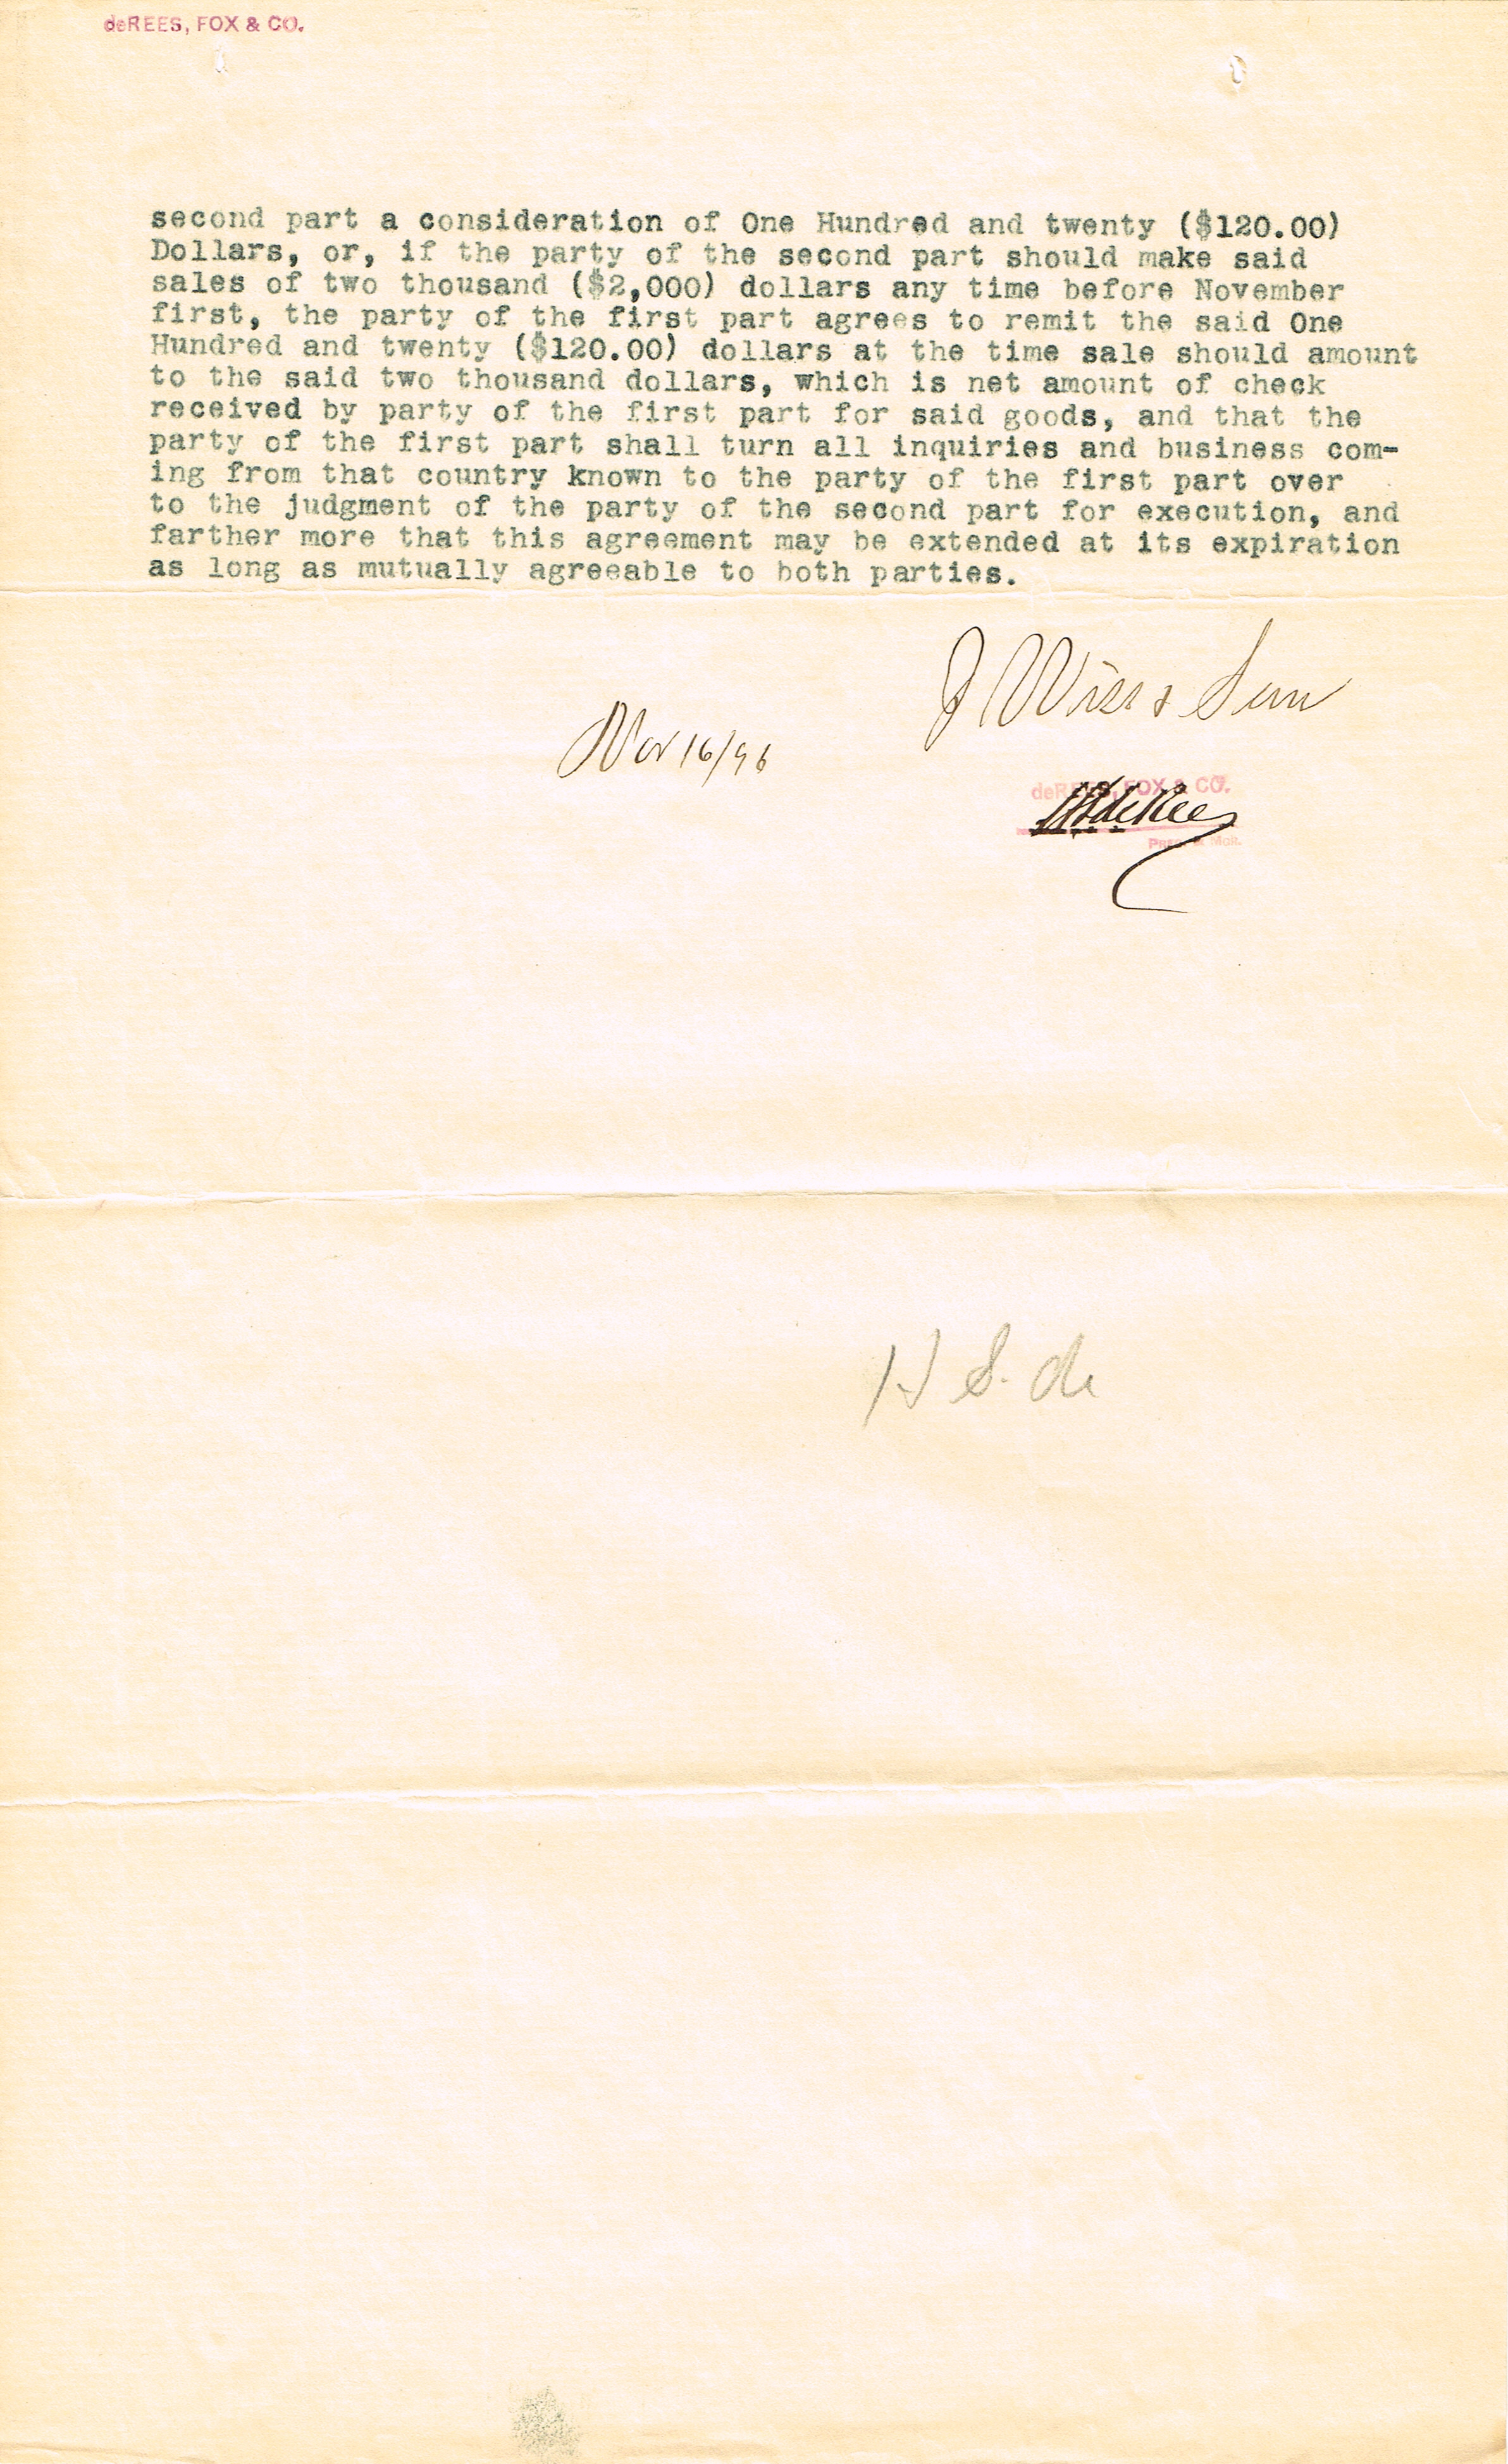 deREES, FOX & CO.
second part a consideration of One Hundred and twenty ($120.00)
Dollars, or, if the party of the second part should make said
sales of two thousand ($2,000) dollars any time before November
first, the party of the first part agrees to remit the said One
Hundred and twenty ($120.00) dollars at the time sale should amount
to the said two thousand dollars, which is net amount of check
received by party of the first part for said goods, and that the
party of the first part shall turn all inquiries and business com-
ing from that country known to the party of the first part over
to the judgment of the party of the second part for execution, and
farther more that this agreement may be extended at its expiration
as long as mutually agreeable to both parties.
J Wiss & Son
Nov 16/96
deREES, FOX & CO.
deRees